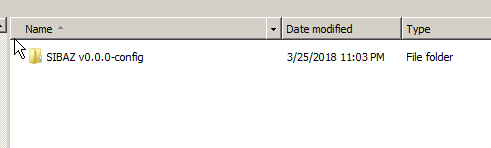 Name Date modified Type
SIBAZ v0.0.0-config 3/25/2018 11:03 PM File folder